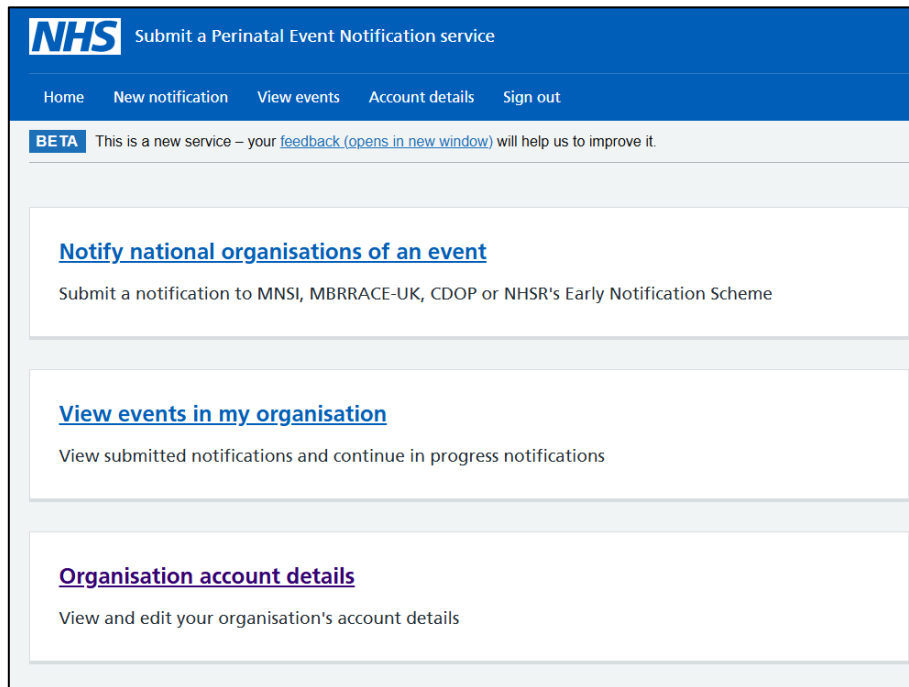 NHS Submit a Perinatal Event Notification service
Home New notification View events Account details Sign out
BETA This is a new service – your feedback (opens in new window) will help us to improve it.
Notify national organisations of an event
Submit a notification to MNSI, MBRRACE-UK, CDOP or NHSR's Early Notification Scheme
View events in my organisation
View submitted notifications and continue in progress notifications
Organisation account details
View and edit your organisation's account details